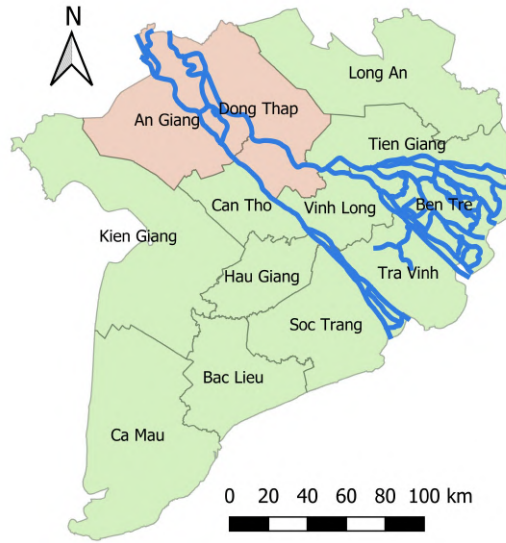 N
Long An
Dong Thap
An Giang
Tien Giang
Can Tho
Vinh Long
Ben Tre
Kien Giang
Hau Giang
Tra Vinh
Soc Trang
Bac Lieu
Ca Mau
0 20 40 60 80 100 km